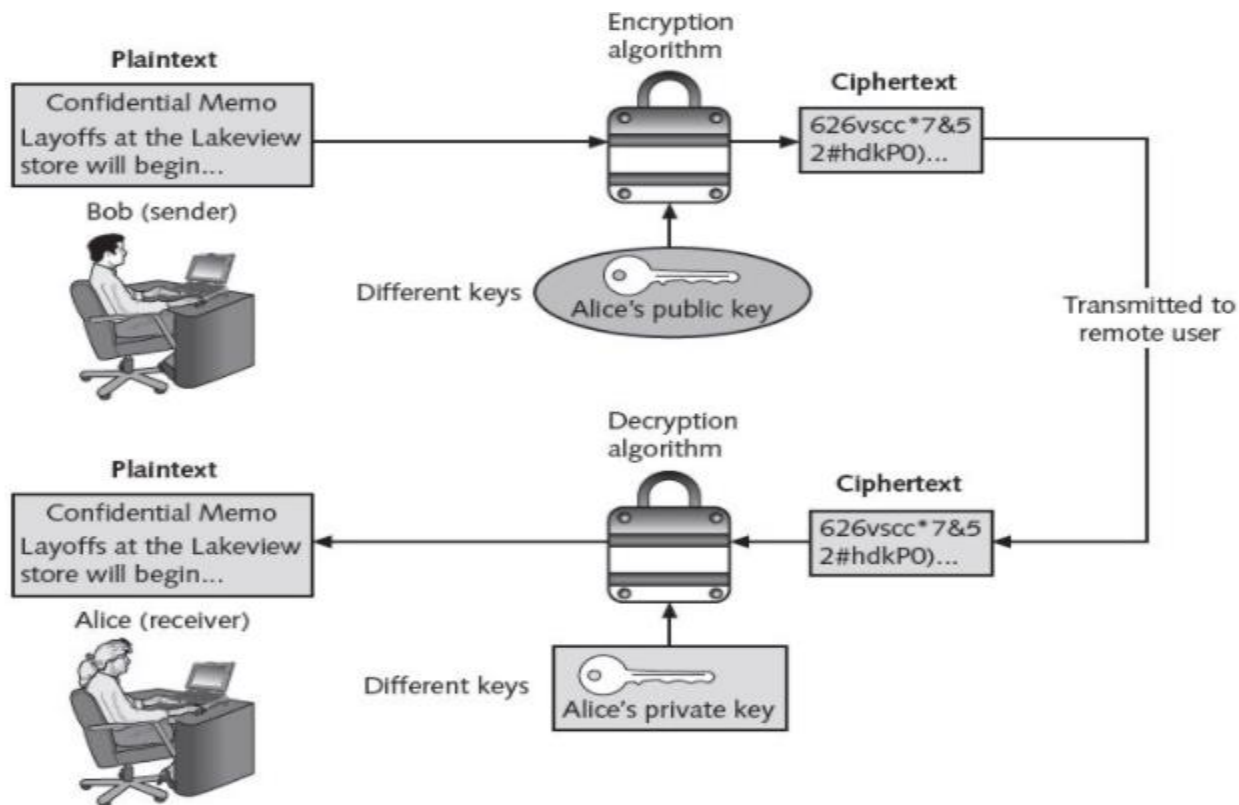 Encryption
algorithm
Plaintext
Ciphertext
Confidential Memo
Layoffs at the Lakeview
store will begin...
626vscc*7&5
2#hdkP0)...
Bob (sender)
Different keys
Alice's public key
Transmitted to
remote user
Decryption
algorithm
Plaintext
Ciphertext
Confidential Memo
Layoffs at the Lakeview
store will begin...
626vscc*7&5
2#hdkP0)...
Alice (receiver)
Different keys
Alice's private key